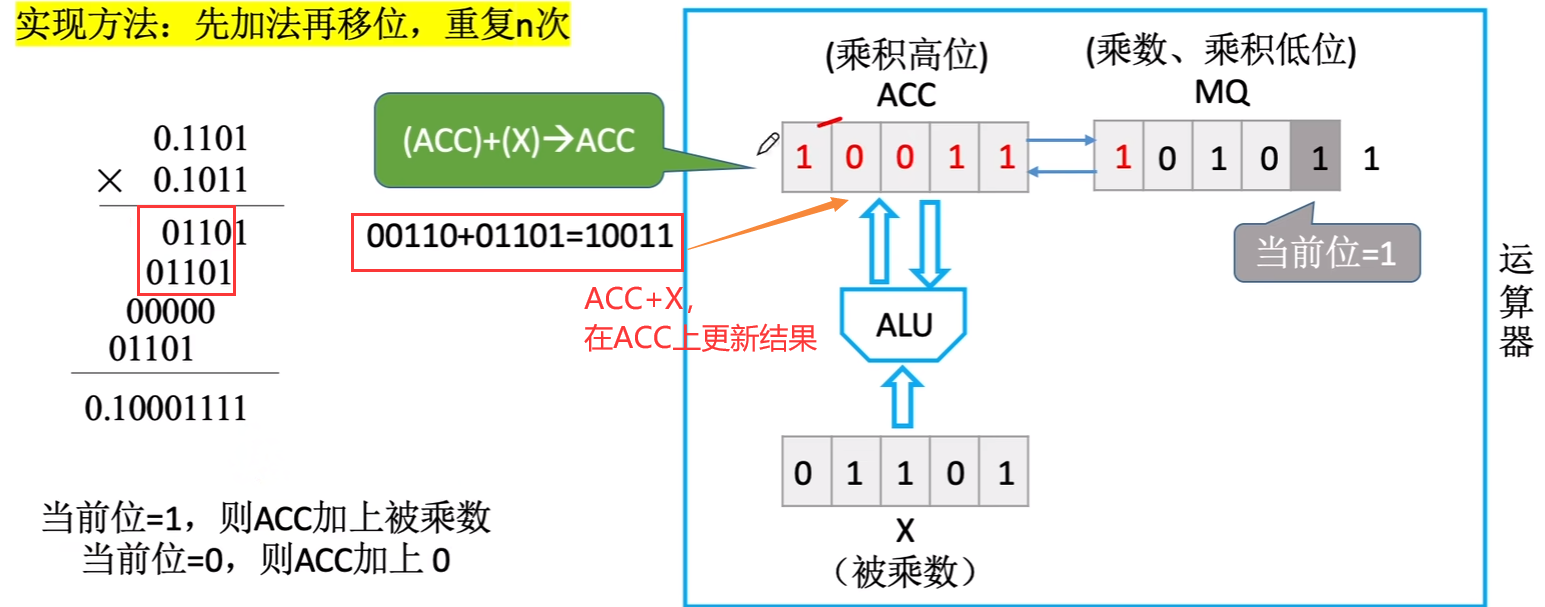 实现方法：先加法再移位，重复n次
0.1101
× 0.1011
01101
01101
00000
01101
0.10001111
当前位=1，则ACC加上被乘数
当前位=0，则ACC加上 0
(ACC)+(X)→ACC
00110+01101=10011
ACC+X,
在ACC上更新结果
(乘积高位)
ACC
1 0 0 1 1
(乘数、乘积低位)
MQ
1 0 1 0 1 1
当前位=1
ALU
0 1 1 0 1
X
（被乘数）
运算器